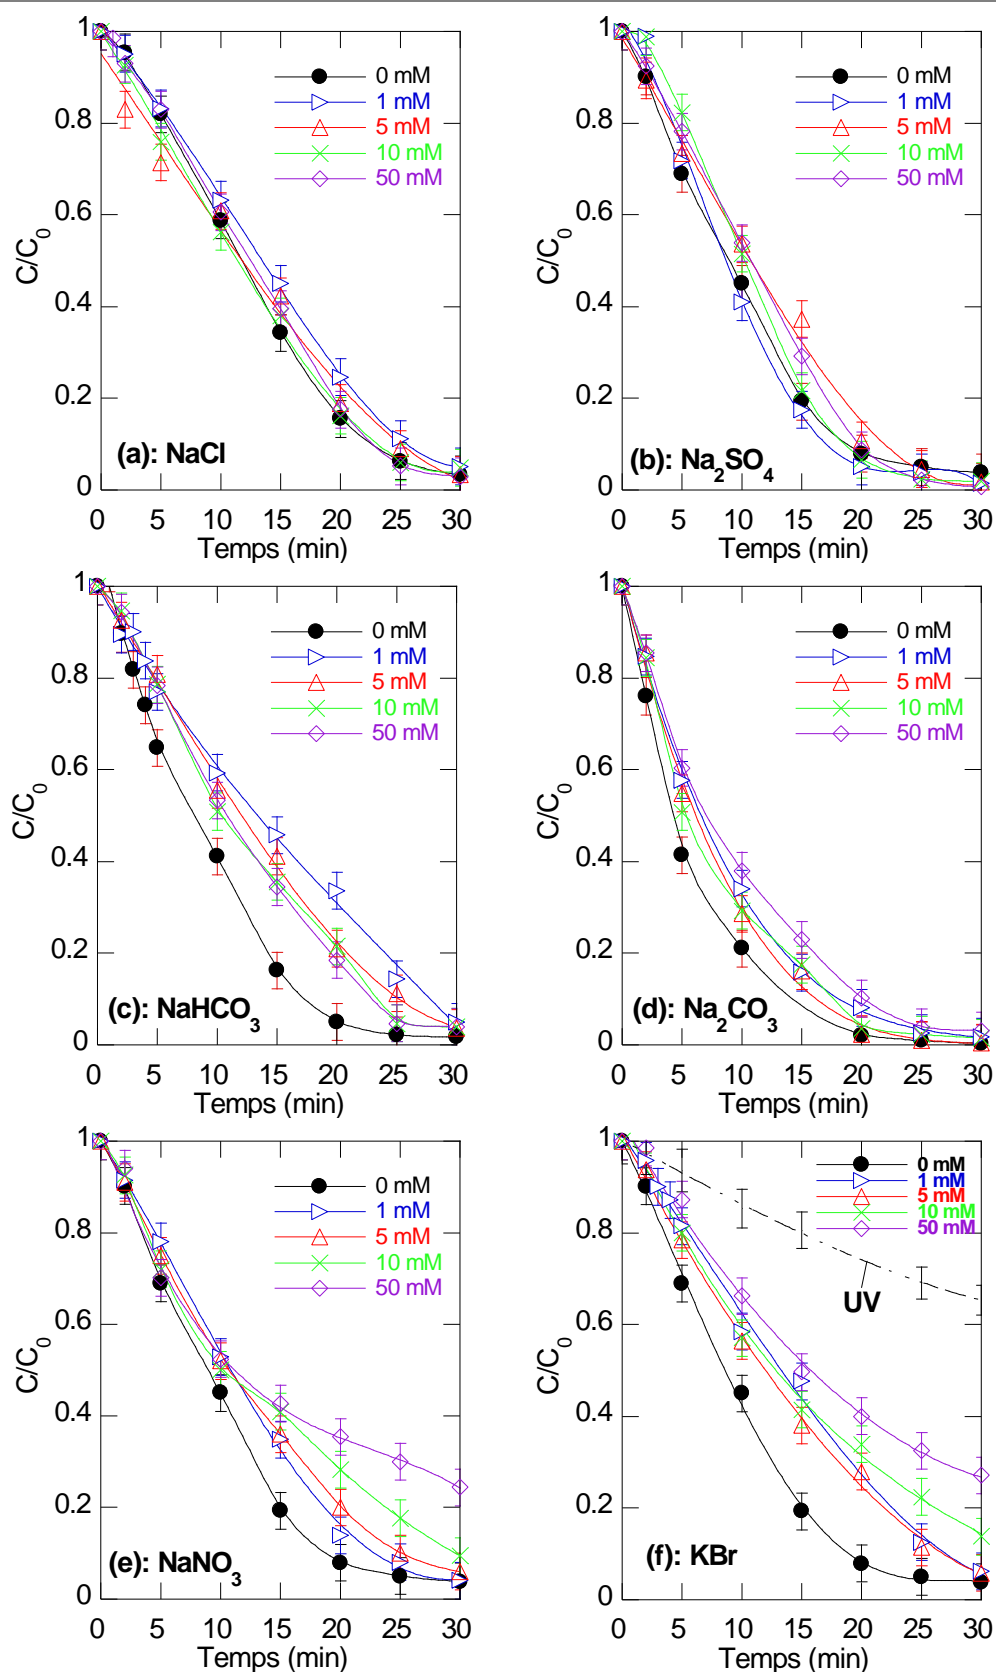 1
0.8
0.6
0.4
0.2
0
C/C0
0 mM
1 mM
5 mM
10 mM
50 mM
(a): NaCl
0 5 10 15 20 25 30
Temps (min)
1
0.8
0.6
0.4
0.2
0
C/C0
0 mM
1 mM
5 mM
10 mM
50 mM
(b): Na2SO4
0 5 10 15 20 25 30
Temps (min)
1
0.8
0.6
0.4
0.2
0
C/C0
0 mM
1 mM
5 mM
10 mM
50 mM
(c): NaHCO3
0 5 10 15 20 25 30
Temps (min)
1
0.8
0.6
0.4
0.2
0
C/C0
0 mM
1 mM
5 mM
10 mM
50 mM
(d): Na2CO3
0 5 10 15 20 25 30
Temps (min)
1
0.8
0.6
0.4
0.2
0
C/C0
0 mM
1 mM
5 mM
10 mM
50 mM
(e): NaNO3
0 5 10 15 20 25 30
Temps (min)
1
0.8
0.6
0.4
0.2
0
C/C0
0 mM
1 mM
5 mM
10 mM
50 mM
UV
(f): KBr
0 5 10 15 20 25 30
Temps (min)